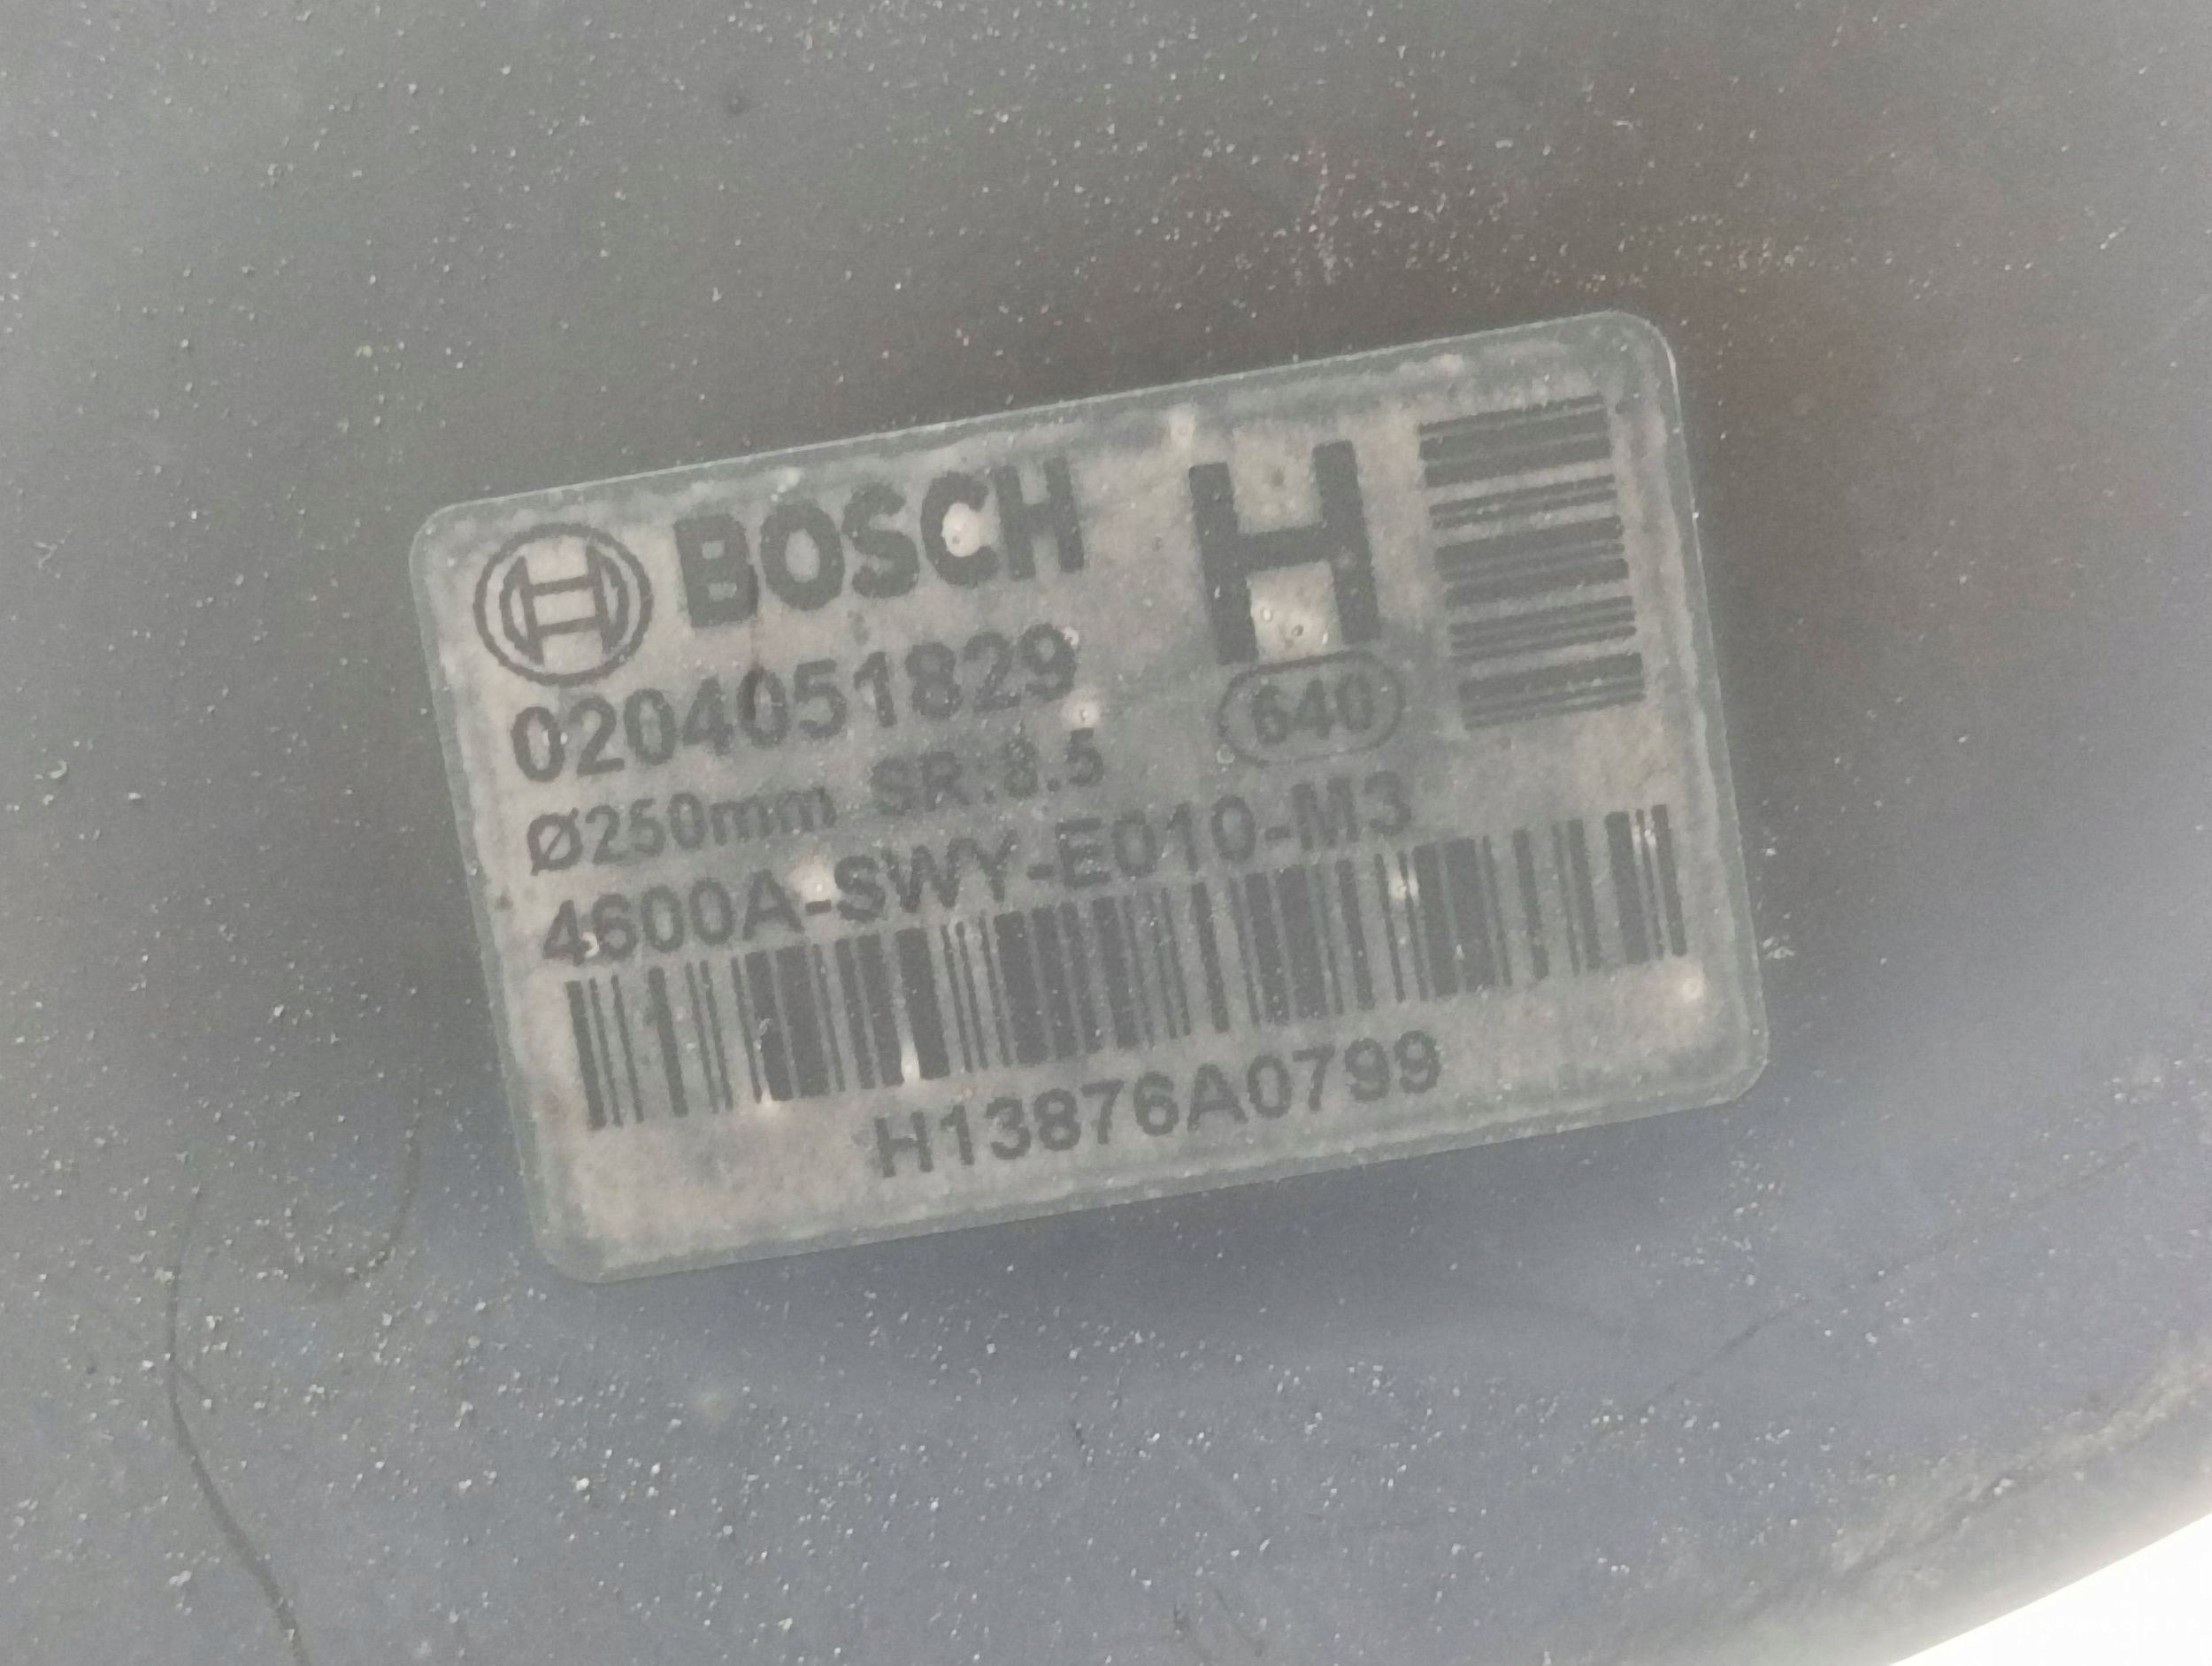 BOSCH H
0204051829
640
Ø250mm SR:8.5
4600A-SWY-E010-M3
H13876A0799